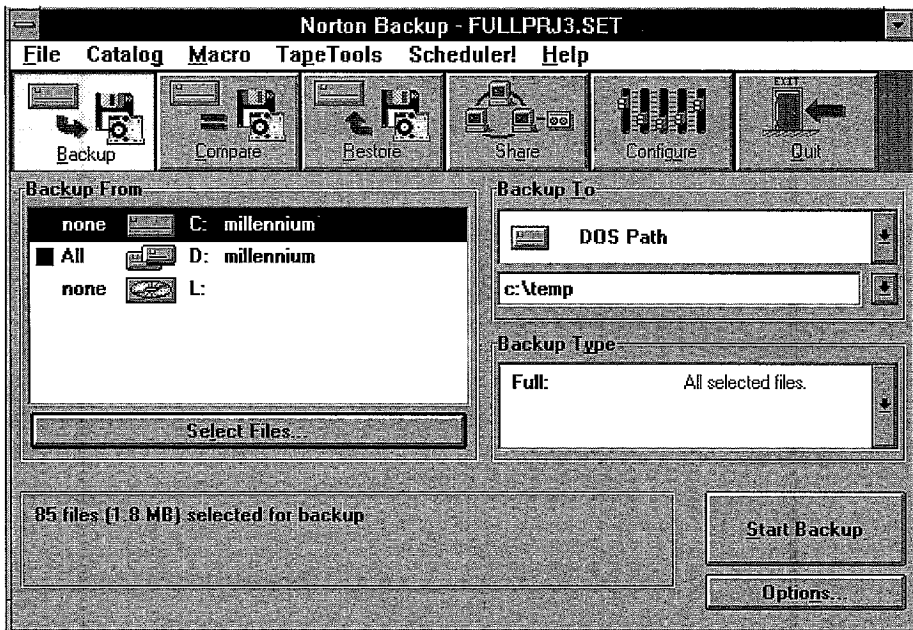 Norton Backup - FULLPRJ3.SET
File Catalog Macro TapeTools Scheduler! Help
EXIT
Backup Compare Restore Share Configure Quit
Backup From
none C: millennium
All D: millennium
none L:
Select Files...
Backup To
DOS Path
c:\temp
Backup Type
Full: All selected files.
85 files (1.8 MB) selected for backup
Start Backup
Options...